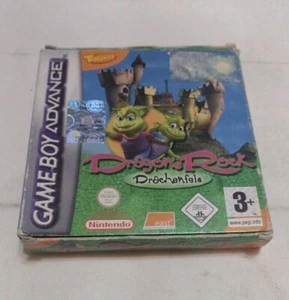 GAME BOY ADVANCE
Dragon's Rock
Drachenfels
Nintendo
3+
www.pegi.info